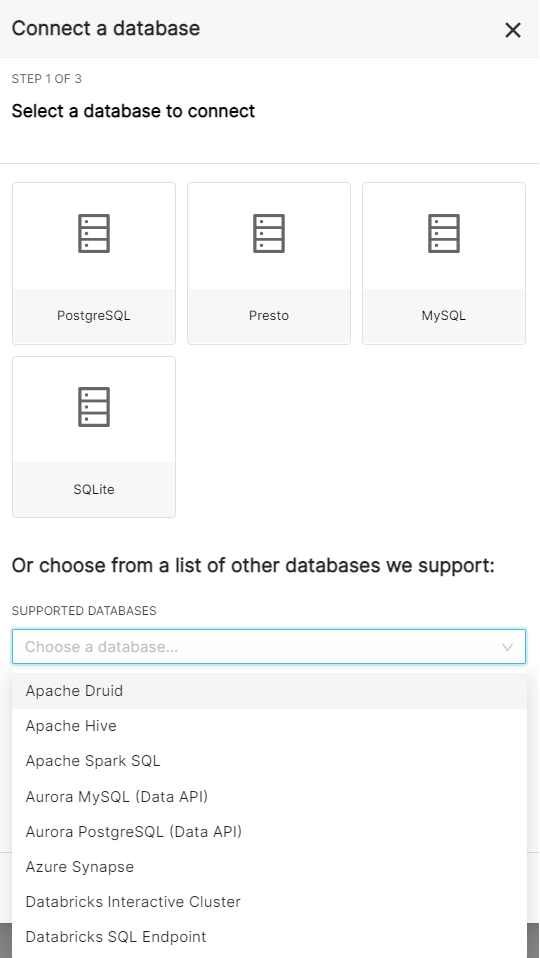 Connect a database
STEP 1 OF 3
Select a database to connect
PostgreSQL
Presto
MySQL
SQLite
Or choose from a list of other databases we support:
SUPPORTED DATABASES
Choose a database...
Apache Druid
Apache Hive
Apache Spark SQL
Aurora MySQL (Data API)
Aurora PostgreSQL (Data API)
Azure Synapse
Databricks Interactive Cluster
Databricks SQL Endpoint